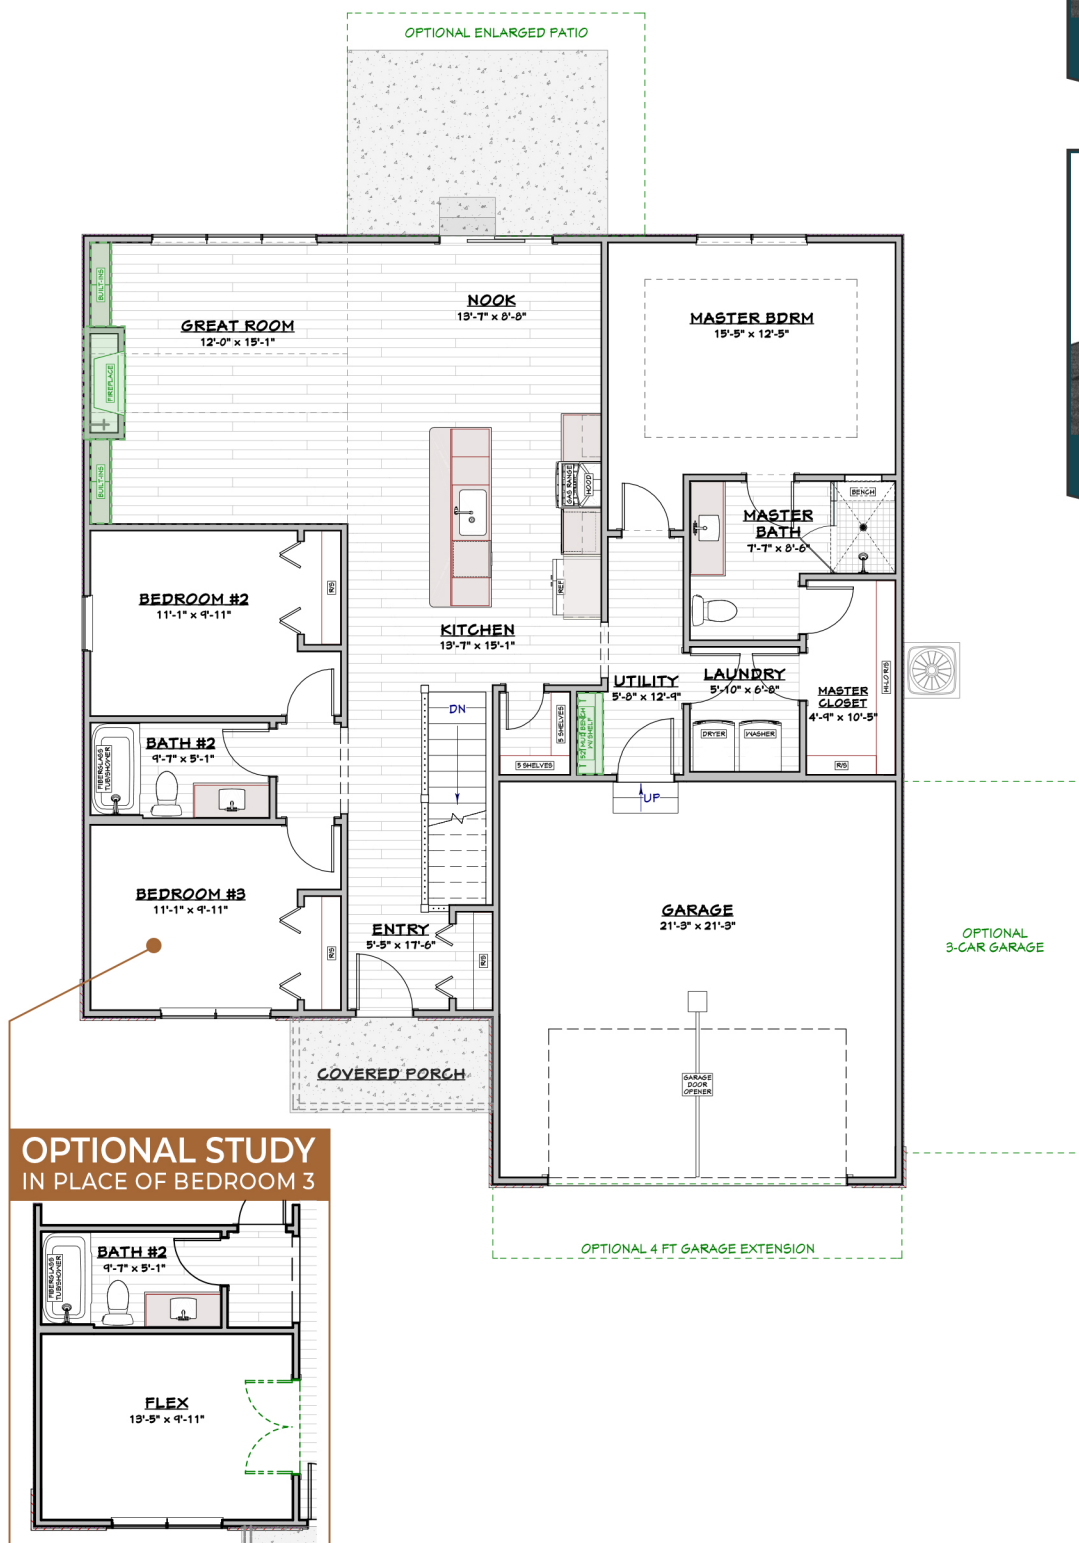 OPTIONAL ENLARGED PATIO
BUILT-INS
FIREPLACE
BUILT-INS
GREAT ROOM
12'-0" x 15'-1"
NOOK
13'-7" x 8'-8"
MASTER BDRM
15'-5" x 12'-5"
GAS RANGE
HOOD
REF
MASTER
BATH
7'-7" x 8'-6"
BENCH
BEDROOM #2
11'-1" x 9'-11"
R/S
KITCHEN
13'-7" x 15'-1"
UTILITY
5'-8" x 12'-9"
LAUNDRY
5'-10" x 6'-8"
MASTER
CLOSET
4'-9" x 10'-5"
HI-LO R/S
R/S
DRYER
WASHER
5 SHELVES
5 SHELVES
52" MUD BENCH
W/ SHELF
DN
UP
BATH #2
9'-7" x 5'-1"
FIBERGLASS
TUB/SHOWER
BEDROOM #3
11'-1" x 9'-11"
R/S
ENTRY
5'-5" x 17'-6"
R/S
GARAGE
21'-3" x 21'-3"
OPTIONAL
3-CAR GARAGE
GARAGE
DOOR
OPENER
COVERED PORCH
OPTIONAL STUDY
IN PLACE OF BEDROOM 3
OPTIONAL 4 FT GARAGE EXTENSION
BATH #2
9'-7" x 5'-1"
FIBERGLASS
TUB/SHOWER
FLEX
13'-5" x 9'-11"